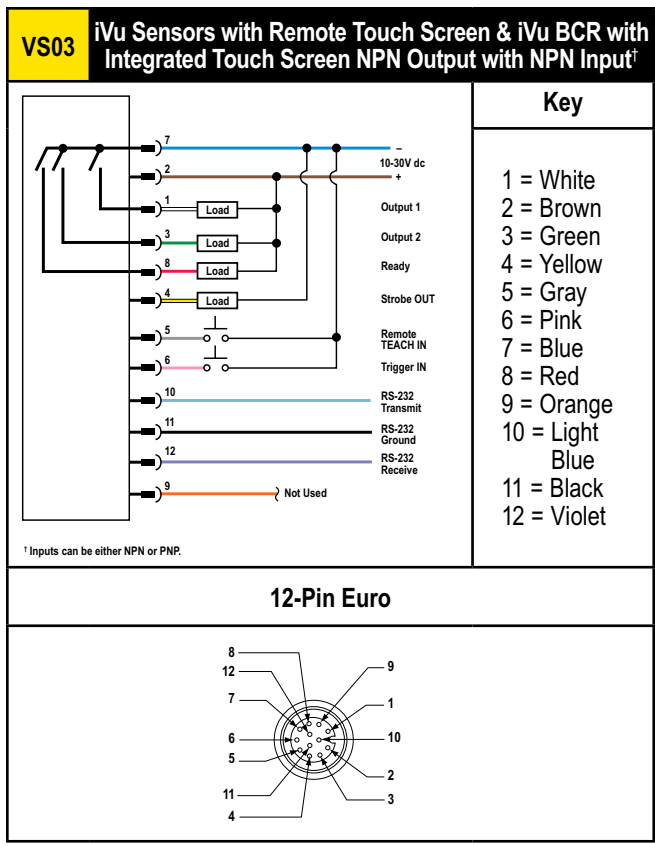 VS03
iVu Sensors with Remote Touch Screen & iVu BCR with
Integrated Touch Screen NPN Output with NPN Input†
Key
7
–
10-30V dc
2
+
1
Load
Output 1
3
Load
Output 2
8
Load
Ready
4
Load
Strobe OUT
5
Remote
TEACH IN
6
Trigger IN
10
RS-232
Transmit
11
RS-232
Ground
12
RS-232
Receive
9
Not Used
† Inputs can be either NPN or PNP.
1 = White
2 = Brown
3 = Green
4 = Yellow
5 = Gray
6 = Pink
7 = Blue
8 = Red
9 = Orange
10 = Light
Blue
11 = Black
12 = Violet
12-Pin Euro
8
12
7
6
5
11
4
9
1
10
2
3